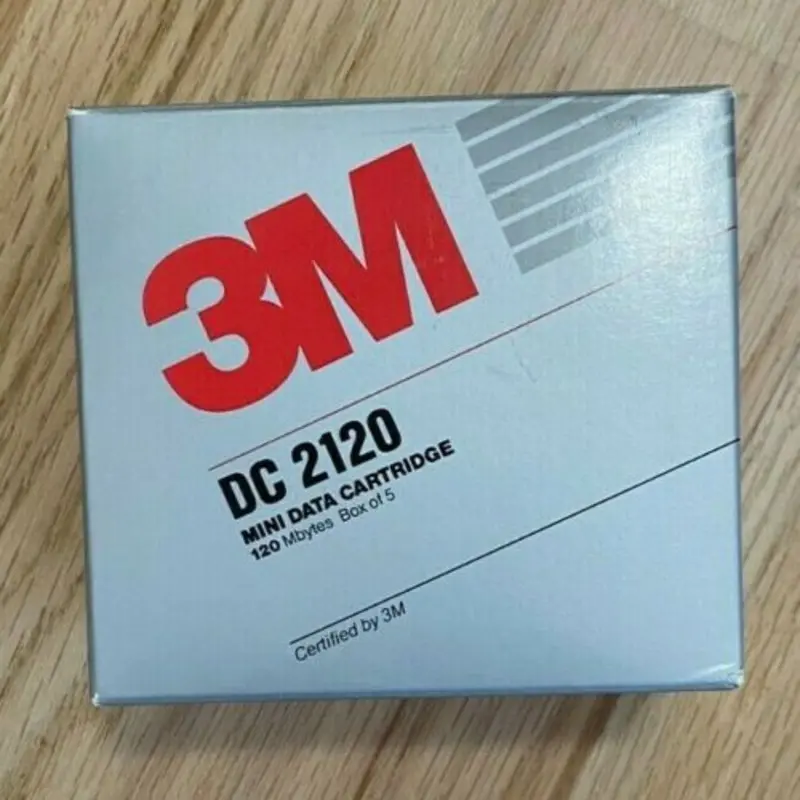 3M
DC 2120
MINI DATA CARTRIDGE
120 Mbytes Box of 5
Certified by 3M